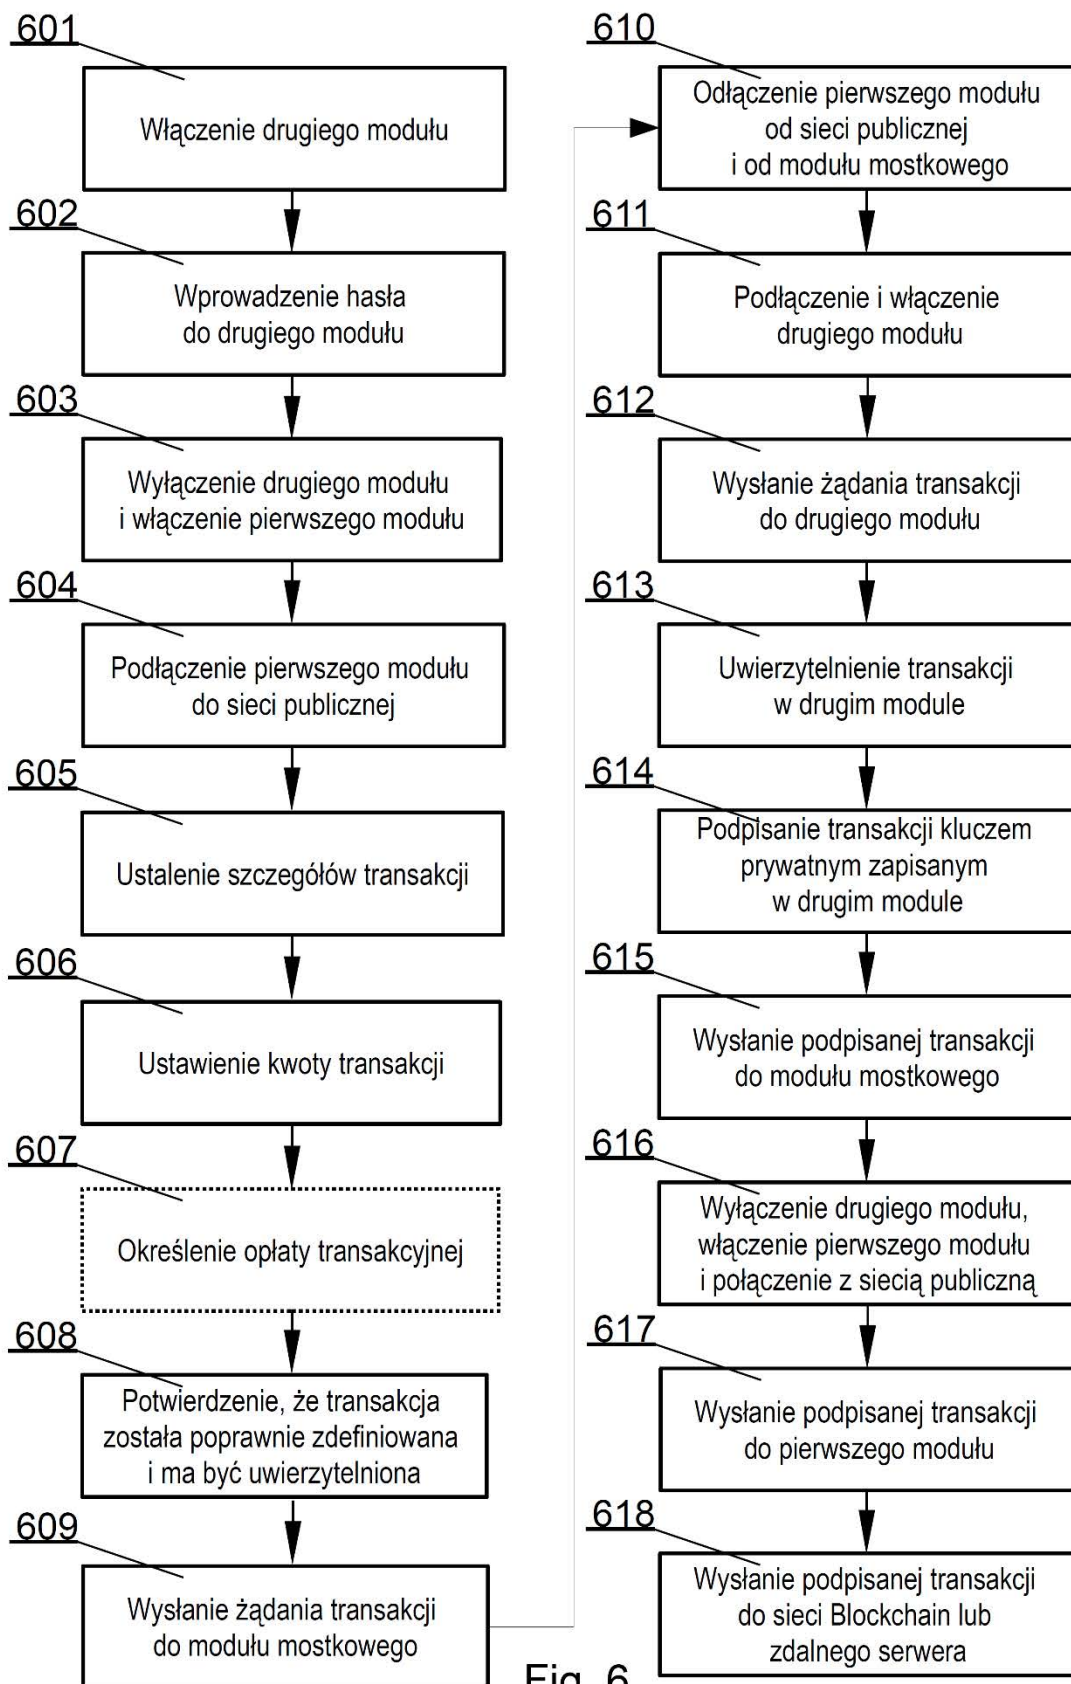 601
Włączenie drugiego modułu
602
Wprowadzenie hasła
do drugiego modułu
603
Wyłączenie drugiego modułu
i włączenie pierwszego modułu
604
Podłączenie pierwszego modułu
do sieci publicznej
605
Ustalenie szczegółów transakcji
606
Ustawienie kwoty transakcji
607
Określenie opłaty transakcyjnej
608
Potwierdzenie, że transakcja
została poprawnie zdefiniowana
i ma być uwierzytelniona
609
Wysłanie żądania transakcji
do modułu mostkowego
610
Odłączenie pierwszego modułu
od sieci publicznej
i od modułu mostkowego
611
Podłączenie i włączenie
drugiego modułu
612
Wysłanie żądania transakcji
do drugiego modułu
613
Uwierzytelnienie transakcji
w drugim module
614
Podpisanie transakcji kluczem
prywatnym zapisanym
w drugim module
615
Wysłanie podpisanej transakcji
do modułu mostkowego
616
Wyłączenie drugiego modułu,
włączenie pierwszego modułu
i połączenie z siecią publiczną
617
Wysłanie podpisanej transakcji
do pierwszego modułu
618
Wysłanie podpisanej transakcji
do sieci Blockchain lub
zdalnego serwera
Fig. 6